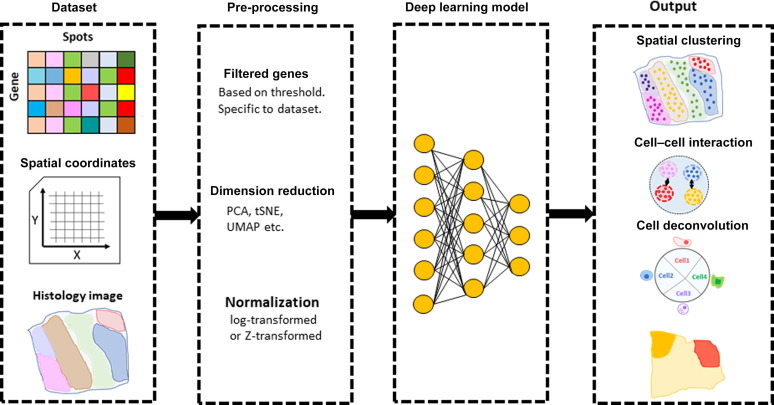 Dataset
Spots
Gene
Spatial coordinates
Y
X
Histology image
Pre-processing
Filtered genes
Based on threshold.
Specific to dataset.
Dimension reduction
PCA, tSNE,
UMAP etc.
Normalization
log-transformed
or Z-transformed
Deep learning model
Output
Spatial clustering
Cell–cell interaction
Cell deconvolution
Cell1
Cell2
Cell4
Cell3